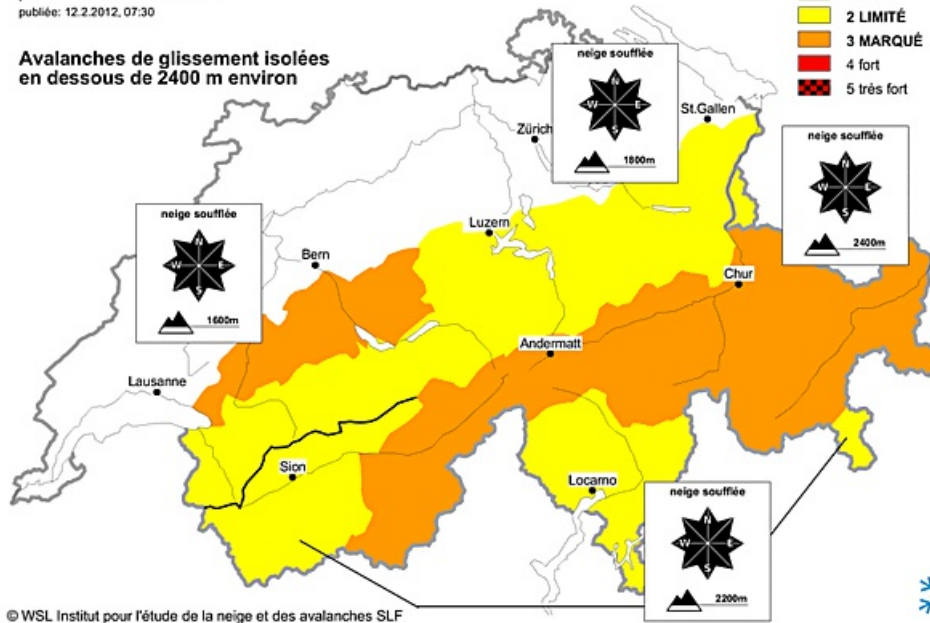 publiée: 12.2.2012, 07:30
Avalanches de glissement isolées
en dessous de 2400 m environ
2 LIMITÉ
3 MARQUÉ
4 fort
5 très fort
neige soufflée
N
W E
S
1800m
St.Gallen
Zürich
neige soufflée
N
W E
S
2400m
neige soufflée
N
W E
S
1600m
Luzern
Bern
Chur
Andermatt
Lausanne
Sion
Locarno
neige soufflée
N
W E
S
2200m
© WSL Institut pour l'étude de la neige et des avalanches SLF